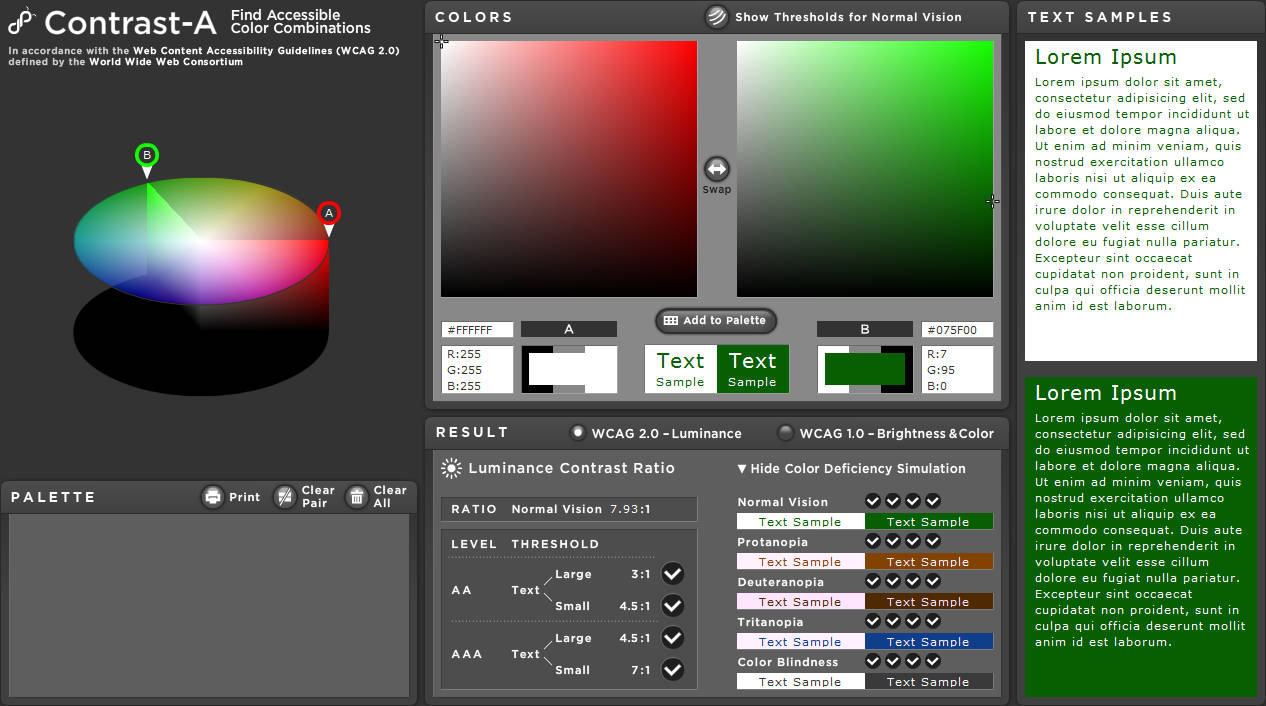 Contrast-A
Find Accessible
Color Combinations
In accordance with the Web Content Accessibility Guidelines (WCAG 2.0)
defined by the World Wide Web Consortium
B
A
PALETTE
Print
Clear
Pair
Clear
All
COLORS
Show Thresholds for Normal Vision
Swap
Add to Palette
#FFFFFF
A
B
#075F00
R:255
G:255
B:255
Text
Sample
Text
Sample
R:7
G:95
B:0
RESULT
WCAG 2.0 – Luminance
WCAG 1.0 – Brightness & Color
Luminance Contrast Ratio
RATIO Normal Vision 7.93:1
LEVEL THRESHOLD
AA Text
Large 3:1
Small 4.5:1
AAA Text
Large 4.5:1
Small 7:1
▼ Hide Color Deficiency Simulation
Normal Vision
Text Sample Text Sample
Protanopia
Text Sample Text Sample
Deuteranopia
Text Sample Text Sample
Tritanopia
Text Sample Text Sample
Color Blindness
Text Sample Text Sample
TEXT SAMPLES
Lorem Ipsum
Lorem ipsum dolor sit amet,
consectetur adipisicing elit, sed
do eiusmod tempor incididunt ut
labore et dolore magna aliqua.
Ut enim ad minim veniam, quis
nostrud exercitation ullamco
laboris nisi ut aliquip ex ea
commodo consequat. Duis aute
irure dolor in reprehenderit in
voluptate velit esse cillum
dolore eu fugiat nulla pariatur.
Excepteur sint occaecat
cupidatat non proident, sunt in
culpa qui officia deserunt mollit
anim id est laborum.
Lorem Ipsum
Lorem ipsum dolor sit amet,
consectetur adipisicing elit, sed
do eiusmod tempor incididunt ut
labore et dolore magna aliqua.
Ut enim ad minim veniam, quis
nostrud exercitation ullamco
laboris nisi ut aliquip ex ea
commodo consequat. Duis aute
irure dolor in reprehenderit in
voluptate velit esse cillum
dolore eu fugiat nulla pariatur.
Excepteur sint occaecat
cupidatat non proident, sunt in
culpa qui officia deserunt mollit
anim id est laborum.